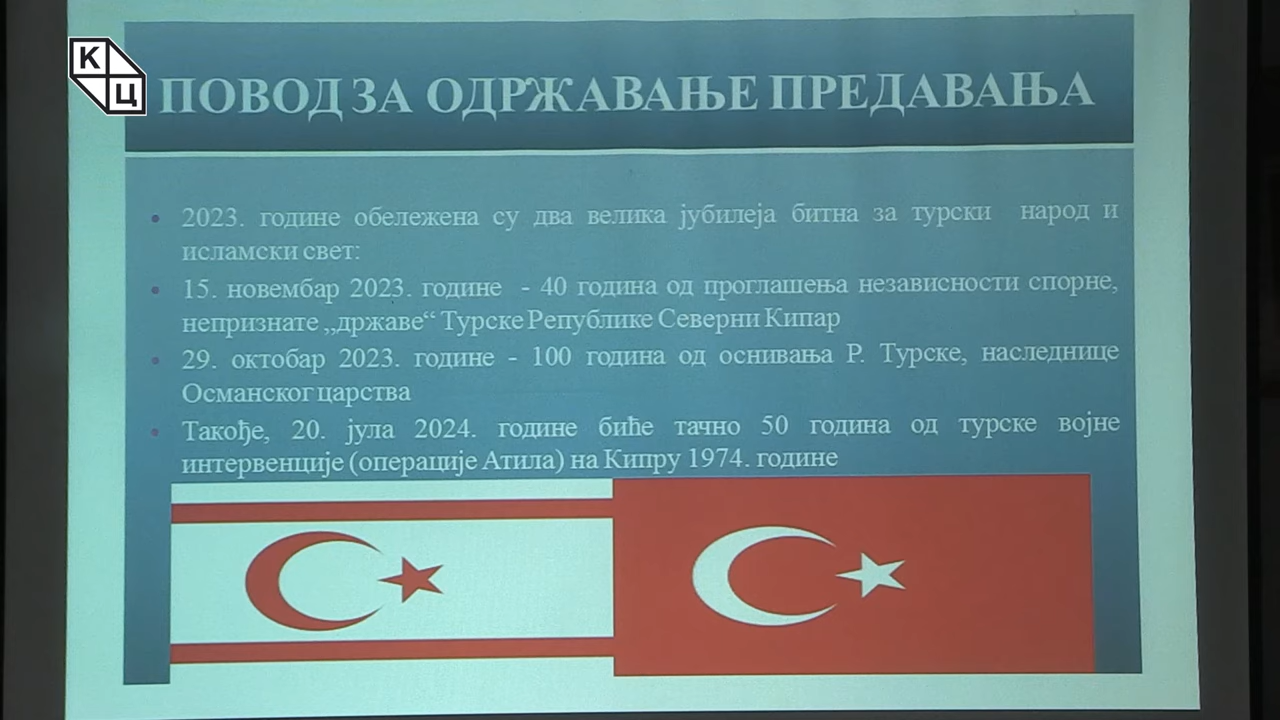 КЦ
ПОВОД ЗА ОДРЖАВАЊЕ ПРЕДАВАЊА
2023. године обележена су два велика јубилеја битна за турски народ и
исламски свет:
15. новембар 2023. године - 40 година од проглашења независности спорне,
непризнате „државе“ Турске Републике Северни Кипар
29. октобар 2023. године - 100 година од оснивања Р. Турске, наследнице
Османског царства
Такође, 20. јула 2024. године биће тачно 50 година од турске војне
интервенције (операције Атила) на Кипру 1974. године